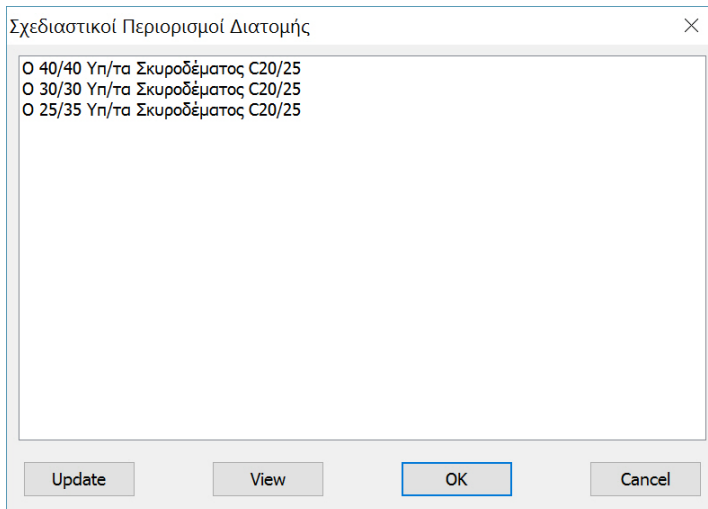 Σχεδιαστικοί Περιορισμοί Διατομής
Ο 40/40 Υπ/τα Σκυροδέματος C20/25
Ο 30/30 Υπ/τα Σκυροδέματος C20/25
Ο 25/35 Υπ/τα Σκυροδέματος C20/25
Update View OK Cancel